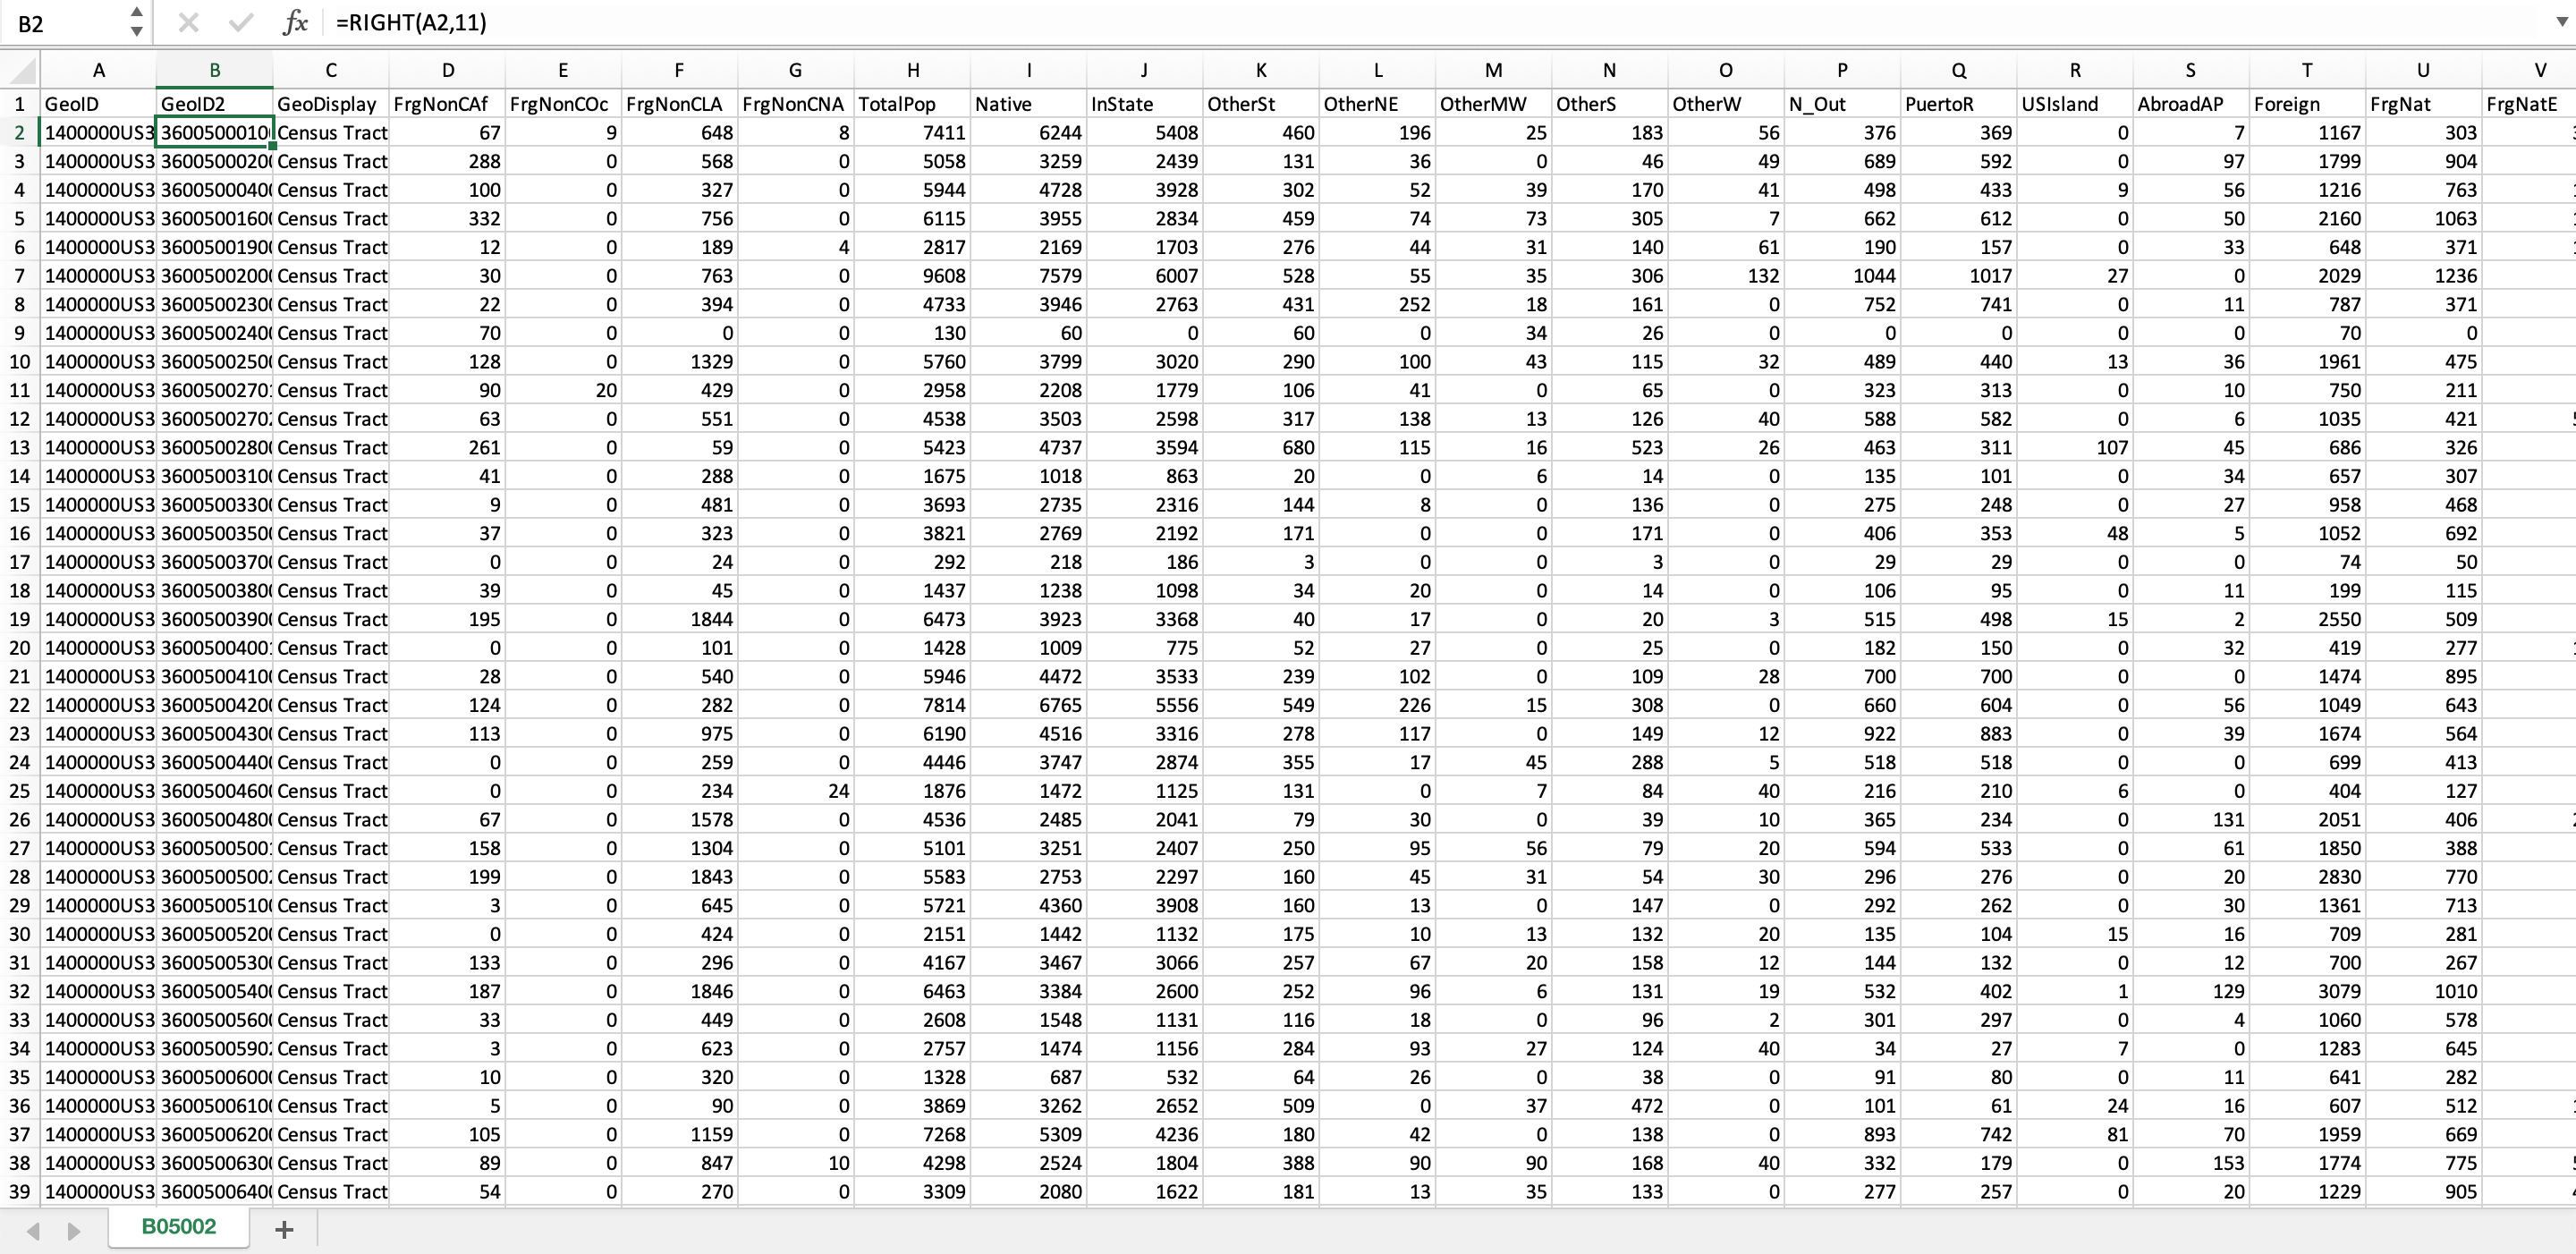 B2 fx =RIGHT(A2,11)
A B C D E F G H I J K L M N O P Q R S T U V
1 GeoID GeoID2 GeoDisplay FrgNonCAf FrgNonCOc FrgNonCLA FrgNonCNA TotalPop Native InState OtherSt OtherNE OtherMW OtherS OtherW N_Out PuertoR USIsland AbroadAP Foreign FrgNat FrgNatE
2 1400000US3 3600500010 Census Tract 67 9 648 8 7411 6244 5408 460 196 25 183 56 376 369 0 7 1167 303
3 1400000US3 3600500020 Census Tract 288 0 568 0 5058 3259 2439 131 36 0 46 49 689 592 0 97 1799 904
4 1400000US3 3600500040 Census Tract 100 0 327 0 5944 4728 3928 302 52 39 170 41 498 433 9 56 1216 763
5 1400000US3 3600500160 Census Tract 332 0 756 0 6115 3955 2834 459 74 73 305 7 662 612 0 50 2160 1063
6 1400000US3 3600500190 Census Tract 12 0 189 4 2817 2169 1703 276 44 31 140 61 190 157 0 33 648 371
7 1400000US3 3600500200 Census Tract 30 0 763 0 9608 7579 6007 528 55 35 306 132 1044 1017 27 0 2029 1236
8 1400000US3 3600500230 Census Tract 22 0 394 0 4733 3946 2763 431 252 18 161 0 752 741 0 11 787 371
9 1400000US3 3600500240 Census Tract 70 0 0 0 130 60 0 60 0 34 26 0 0 0 0 0 70 0
10 1400000US3 3600500250 Census Tract 128 0 1329 0 5760 3799 3020 290 100 43 115 32 489 440 13 36 1961 475
11 1400000US3 3600500270 Census Tract 90 20 429 0 2958 2208 1779 106 41 0 65 0 323 313 0 10 750 211
12 1400000US3 3600500270 Census Tract 63 0 551 0 4538 3503 2598 317 138 13 126 40 588 582 0 6 1035 421
13 1400000US3 3600500280 Census Tract 261 0 59 0 5423 4737 3594 680 115 16 523 26 463 311 107 45 686 326
14 1400000US3 3600500310 Census Tract 41 0 288 0 1675 1018 863 20 0 6 14 0 135 101 0 34 657 307
15 1400000US3 3600500330 Census Tract 9 0 481 0 3693 2735 2316 144 8 0 136 0 275 248 0 27 958 468
16 1400000US3 3600500350 Census Tract 37 0 323 0 3821 2769 2192 171 0 0 171 0 406 353 48 5 1052 692
17 1400000US3 3600500370 Census Tract 0 0 24 0 292 218 186 3 0 0 3 0 29 29 0 0 74 50
18 1400000US3 3600500380 Census Tract 39 0 45 0 1437 1238 1098 34 20 0 14 0 106 95 0 11 199 115
19 1400000US3 3600500390 Census Tract 195 0 1844 0 6473 3923 3368 40 17 0 20 3 515 498 15 2 2550 509
20 1400000US3 3600500400 Census Tract 0 0 101 0 1428 1009 775 52 27 0 25 0 182 150 0 32 419 277
21 1400000US3 3600500410 Census Tract 28 0 540 0 5946 4472 3533 239 102 0 109 28 700 700 0 0 1474 895
22 1400000US3 3600500420 Census Tract 124 0 282 0 7814 6765 5556 549 226 15 308 0 660 604 0 56 1049 643
23 1400000US3 3600500430 Census Tract 113 0 975 0 6190 4516 3316 278 117 0 149 12 922 883 0 39 1674 564
24 1400000US3 3600500440 Census Tract 0 0 259 0 4446 3747 2874 355 17 45 288 5 518 518 0 0 699 413
25 1400000US3 3600500460 Census Tract 0 0 234 24 1876 1472 1125 131 0 7 84 40 216 210 6 0 404 127
26 1400000US3 3600500480 Census Tract 67 0 1578 0 4536 2485 2041 79 30 0 39 10 365 234 0 131 2051 406
27 1400000US3 3600500500 Census Tract 158 0 1304 0 5101 3251 2407 250 95 56 79 20 594 533 0 61 1850 388
28 1400000US3 3600500500 Census Tract 199 0 1843 0 5583 2753 2297 160 45 31 54 30 296 276 0 20 2830 770
29 1400000US3 3600500510 Census Tract 3 0 645 0 5721 4360 3908 160 13 0 147 0 292 262 0 30 1361 713
30 1400000US3 3600500520 Census Tract 0 0 424 0 2151 1442 1132 175 10 13 132 20 135 104 15 16 709 281
31 1400000US3 3600500530 Census Tract 133 0 296 0 4167 3467 3066 257 67 20 158 12 144 132 0 12 700 267
32 1400000US3 3600500540 Census Tract 187 0 1846 0 6463 3384 2600 252 96 6 131 19 532 402 1 129 3079 1010
33 1400000US3 3600500560 Census Tract 33 0 449 0 2608 1548 1131 116 18 0 96 2 301 297 0 4 1060 578
34 1400000US3 3600500590 Census Tract 3 0 623 0 2757 1474 1156 284 93 27 124 40 34 27 7 0 1283 645
35 1400000US3 3600500600 Census Tract 10 0 320 0 1328 687 532 64 26 0 38 0 91 80 0 11 641 282
36 1400000US3 3600500610 Census Tract 5 0 90 0 3869 3262 2652 509 0 37 472 0 101 61 24 16 607 512
37 1400000US3 3600500620 Census Tract 105 0 1159 0 7268 5309 4236 180 42 0 138 0 893 742 81 70 1959 669
38 1400000US3 3600500630 Census Tract 89 0 847 10 4298 2524 1804 388 90 90 168 40 332 179 0 153 1774 775
39 1400000US3 3600500640 Census Tract 54 0 270 0 3309 2080 1622 181 13 35 133 0 277 257 0 20 1229 905
B05002